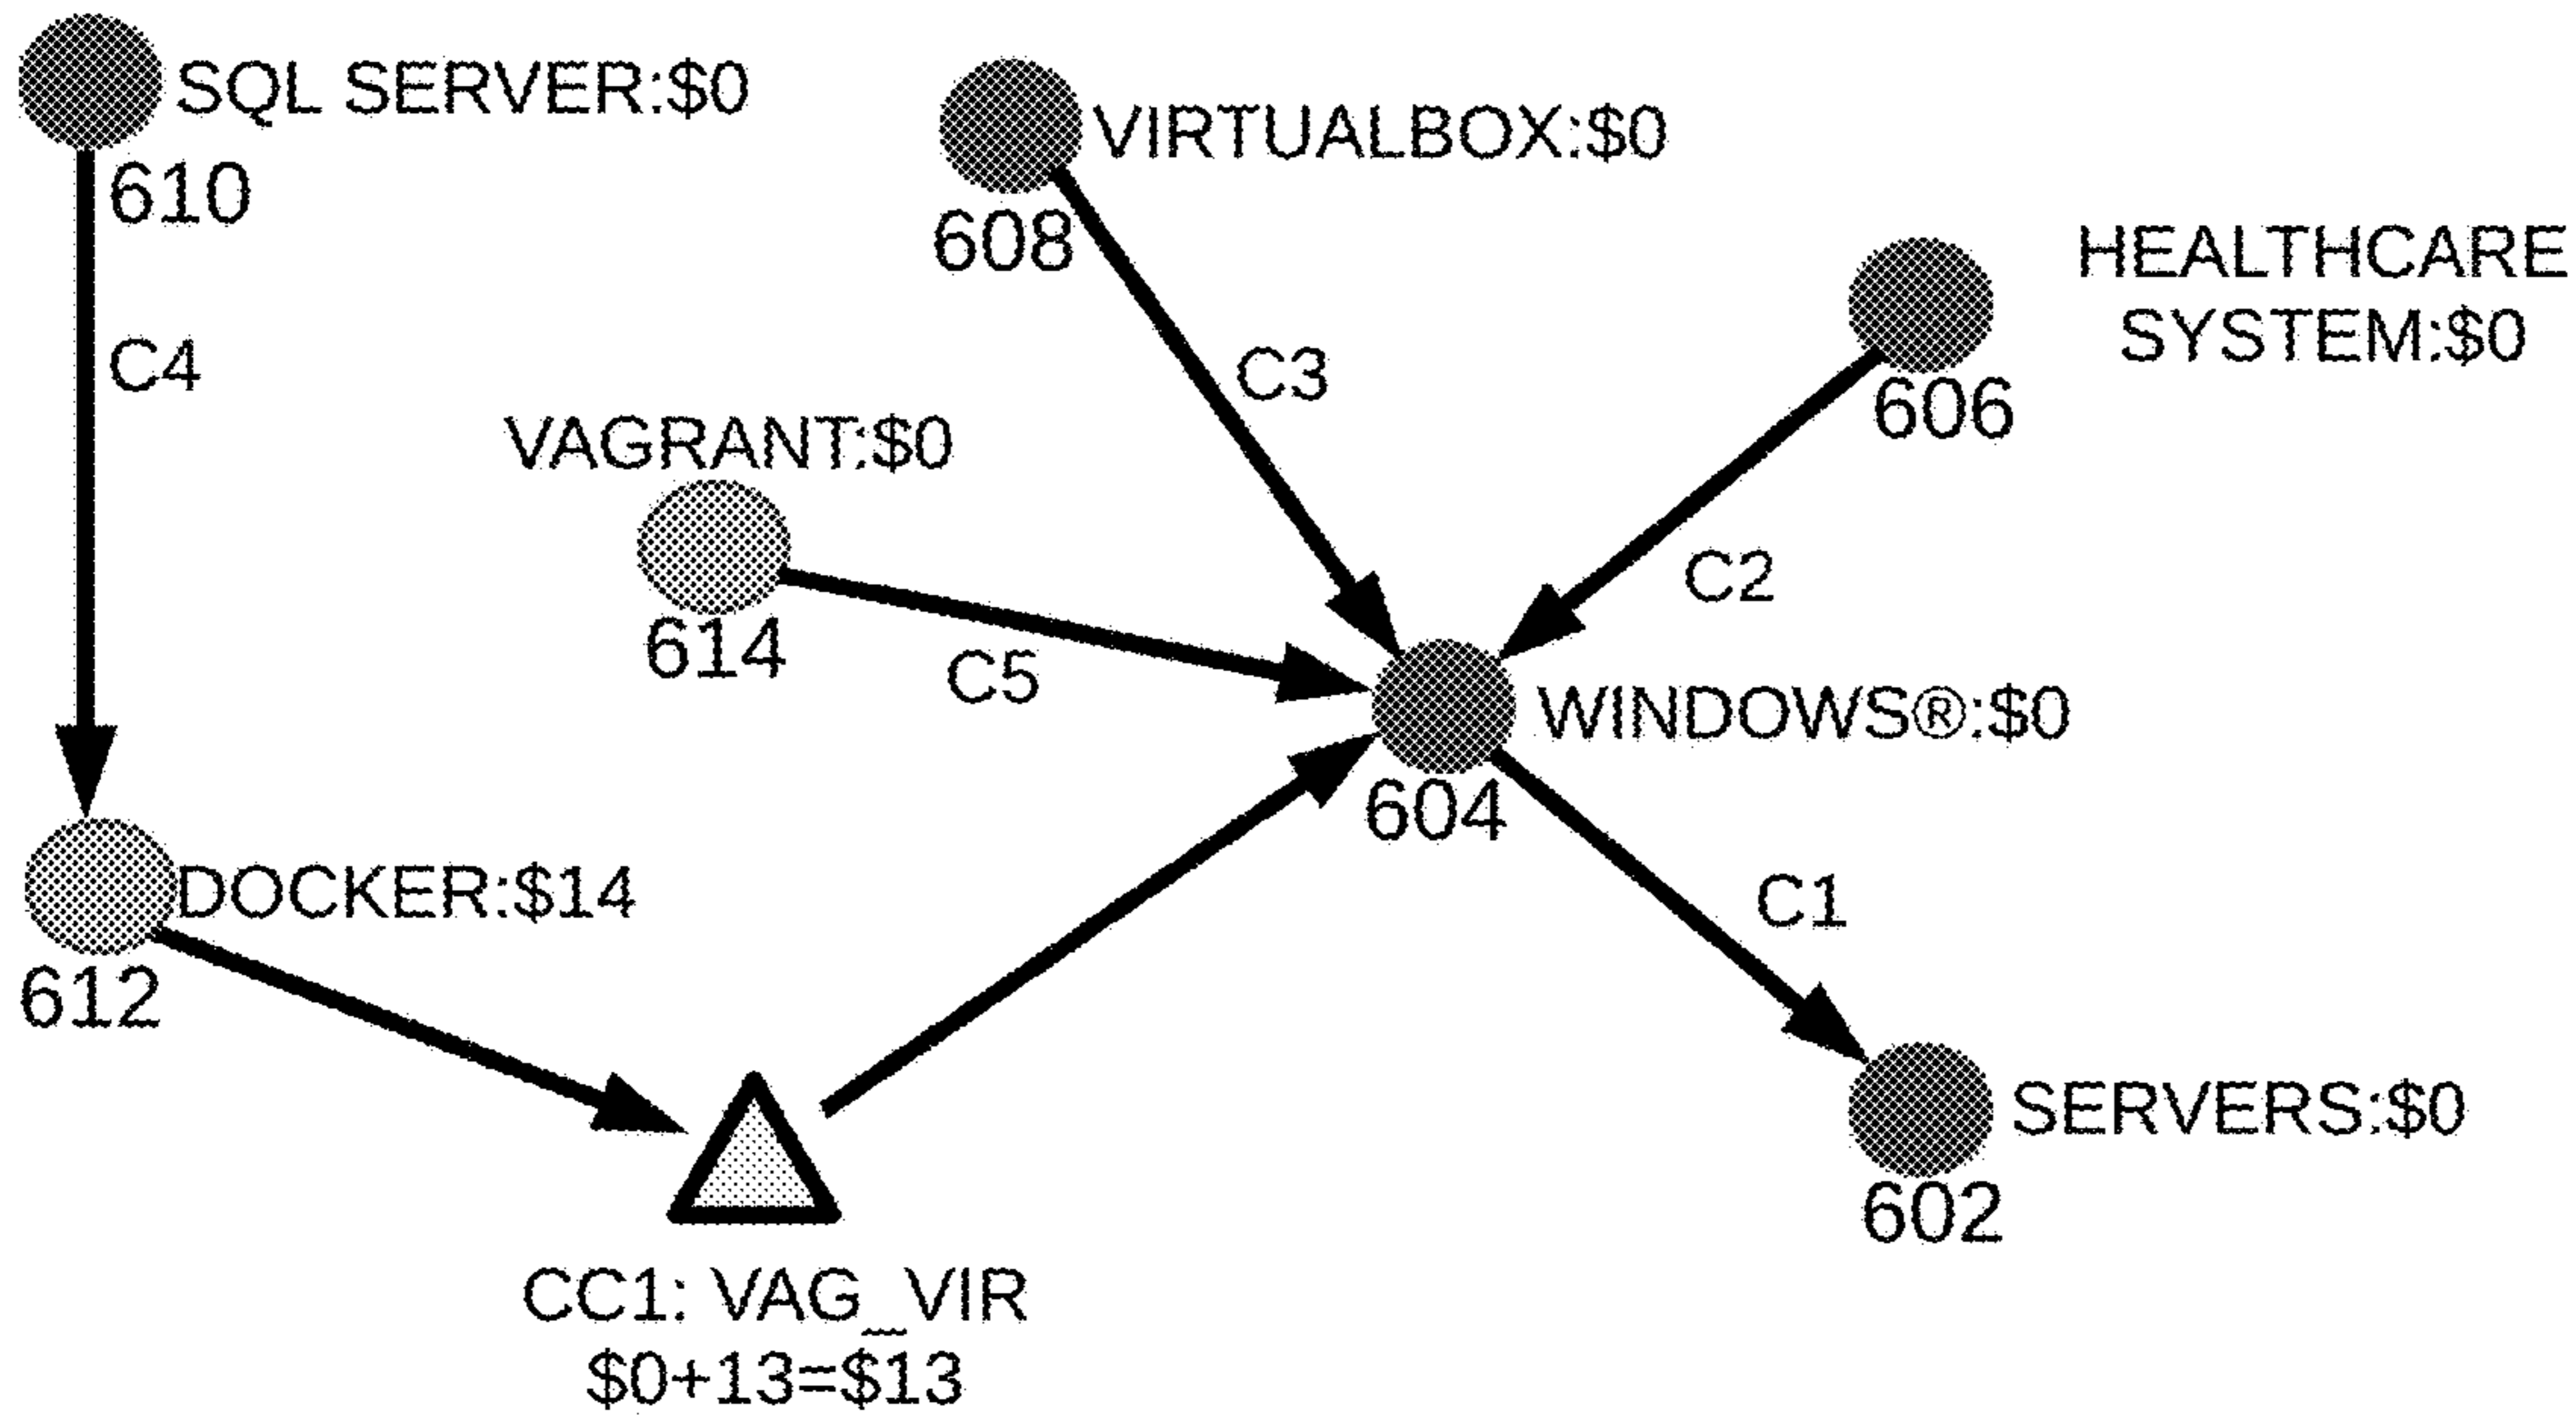 SQL SERVER:$0
610
VIRTUALBOX:$0
608
HEALTHCARE
SYSTEM:$0
606
C4
C3
VAGRANT:$0
614
C5
C2
WINDOWS®:$0
604
DOCKER:$14
612
C1
SERVERS:$0
602
CC1: VAG_VIR
$0+13=$13